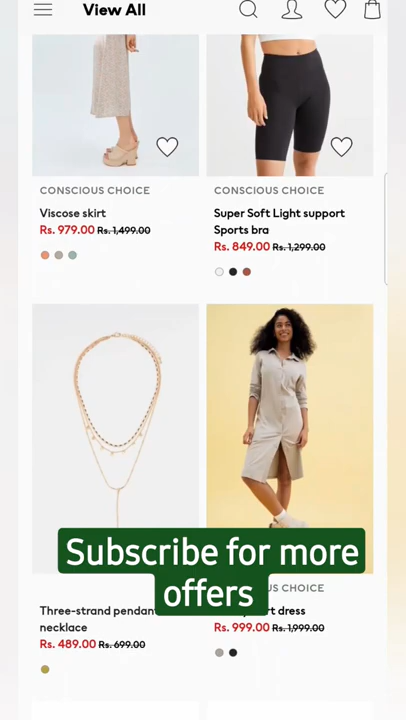 View All
CONSCIOUS CHOICE
Viscose skirt
Rs. 979.00 Rs. 1,499.00
CONSCIOUS CHOICE
Super Soft Light support
Sports bra
Rs. 849.00 Rs. 1,299.00
Subscribe for more
offers
Three-strand pendan
necklace
Rs. 489.00 Rs. 699.00
S CHOICE
rt dress
Rs. 999.00 Rs. 1,999.00